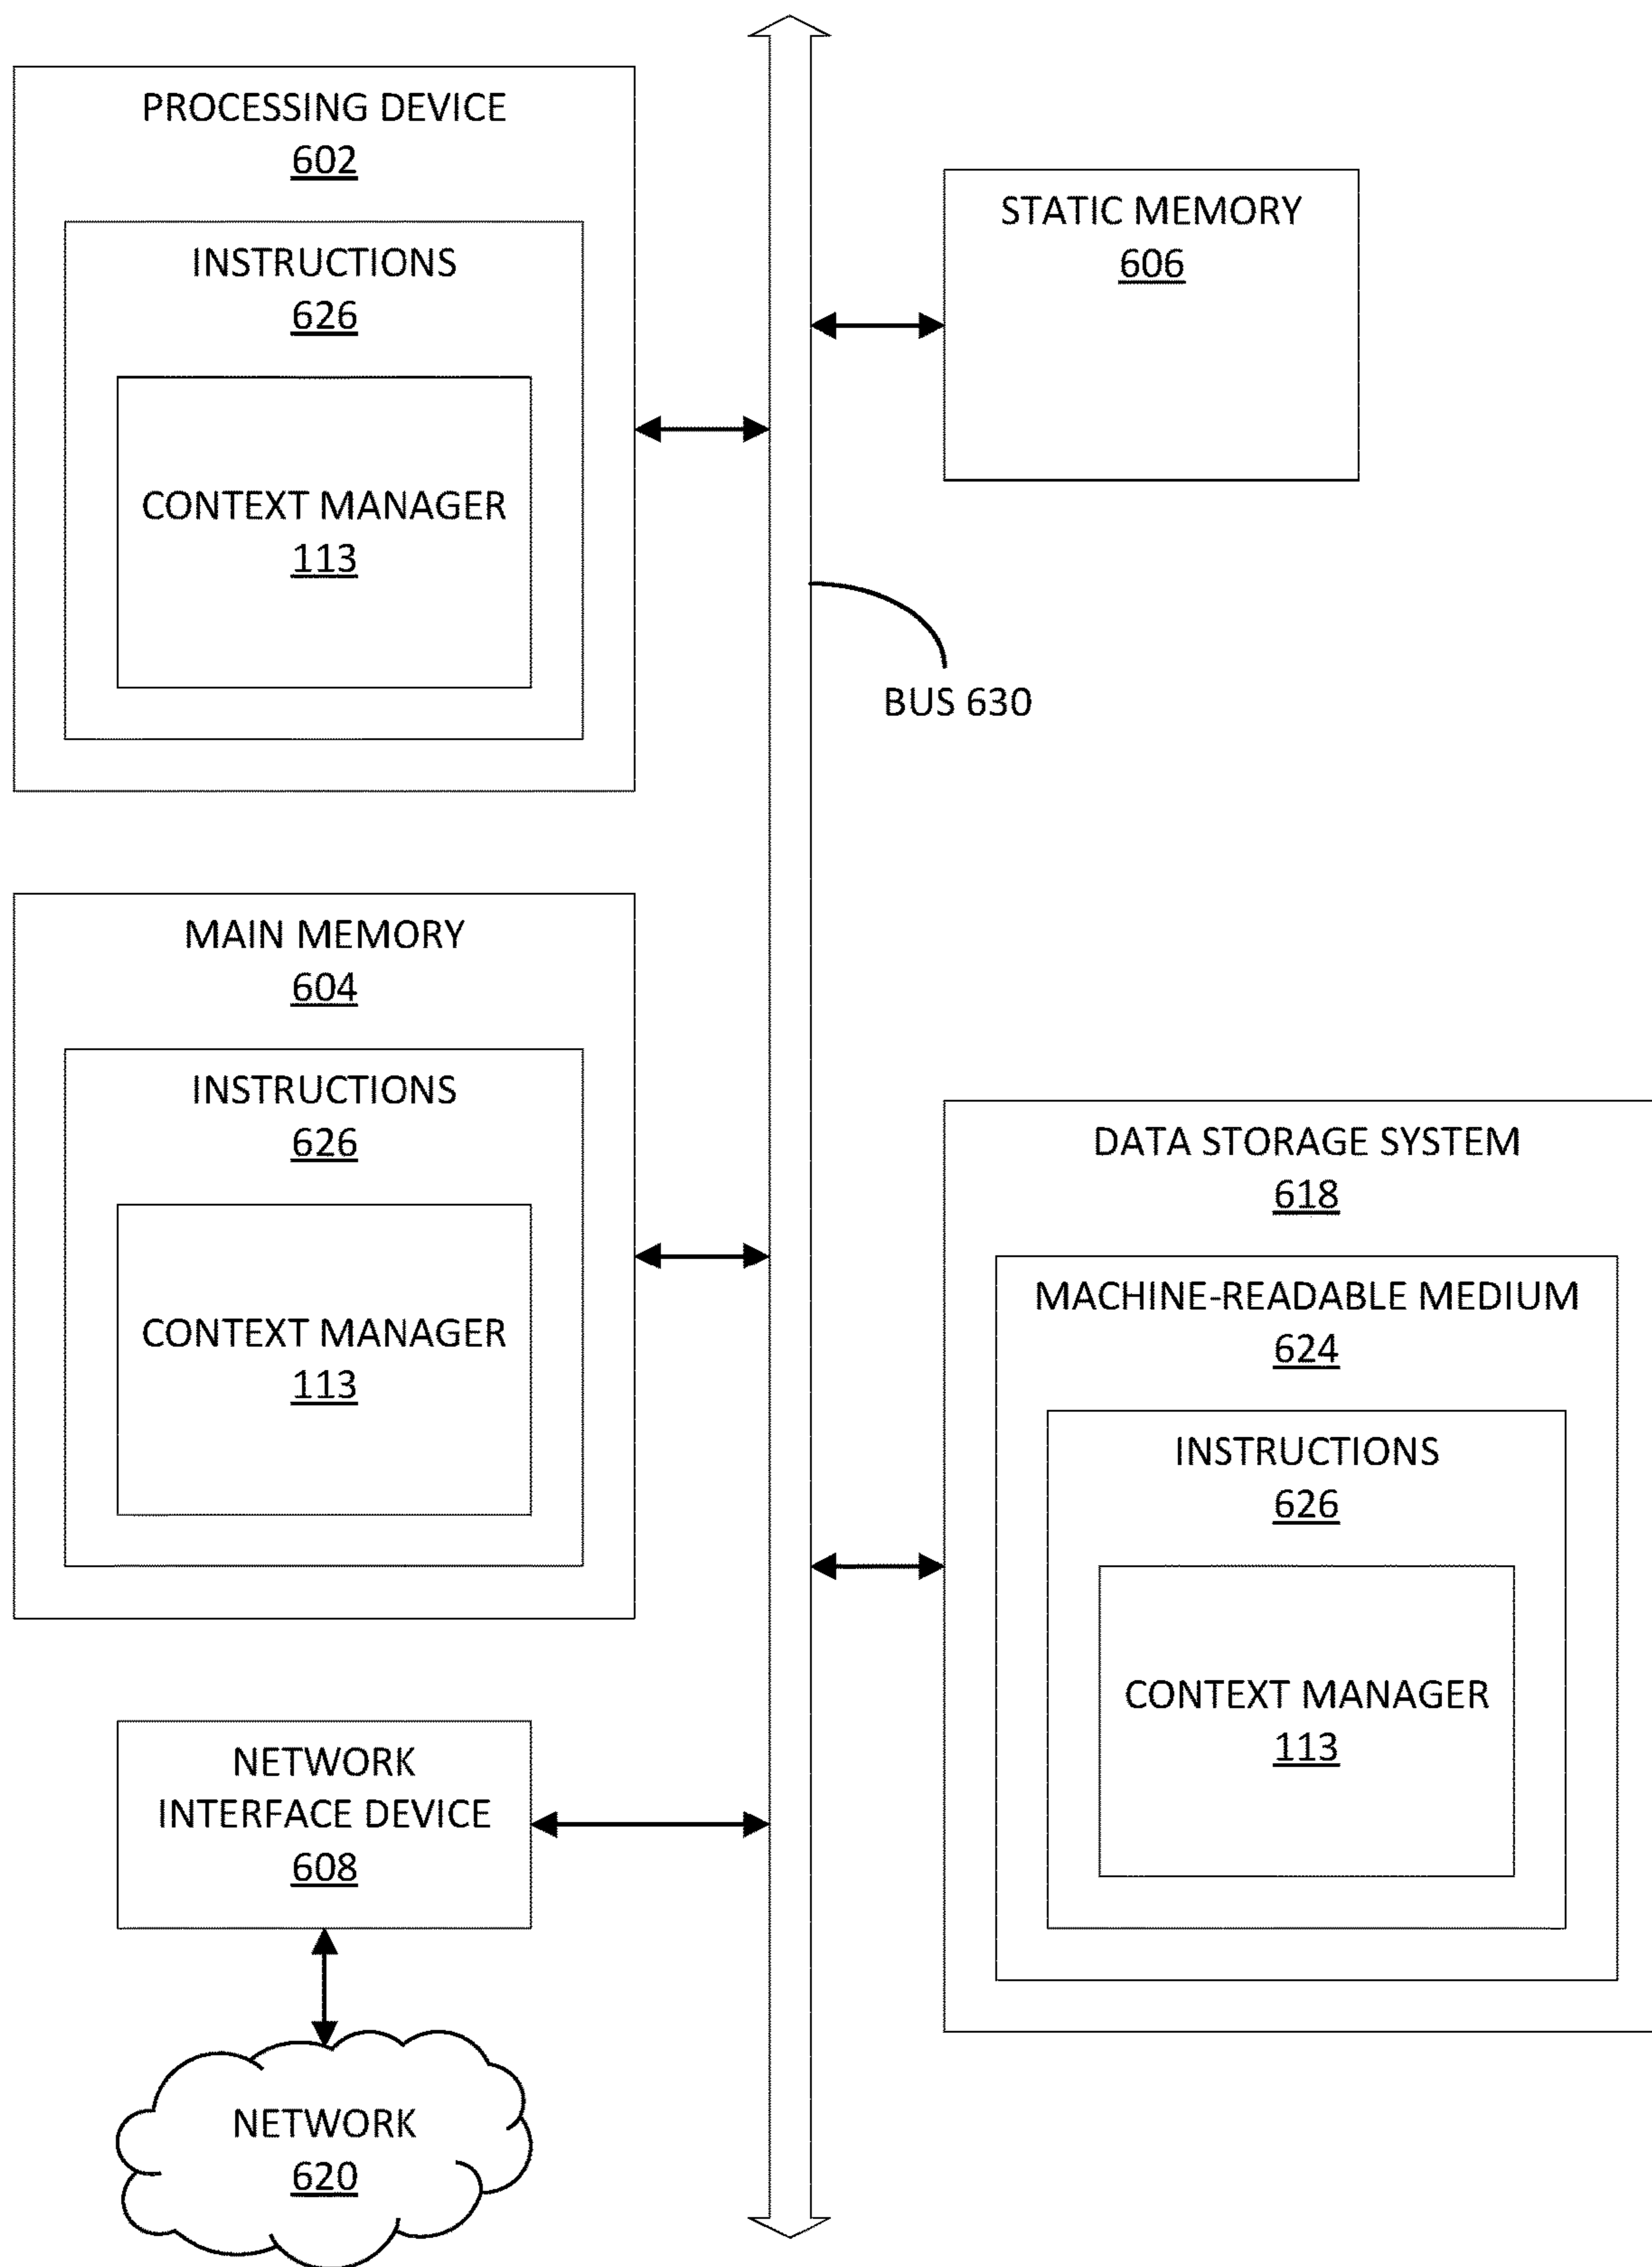 PROCESSING DEVICE
602
INSTRUCTIONS
626
CONTEXT MANAGER
113
STATIC MEMORY
606
BUS 630
MAIN MEMORY
604
INSTRUCTIONS
626
CONTEXT MANAGER
113
DATA STORAGE SYSTEM
618
MACHINE-READABLE MEDIUM
624
INSTRUCTIONS
626
CONTEXT MANAGER
113
NETWORK
INTERFACE DEVICE
608
NETWORK
620